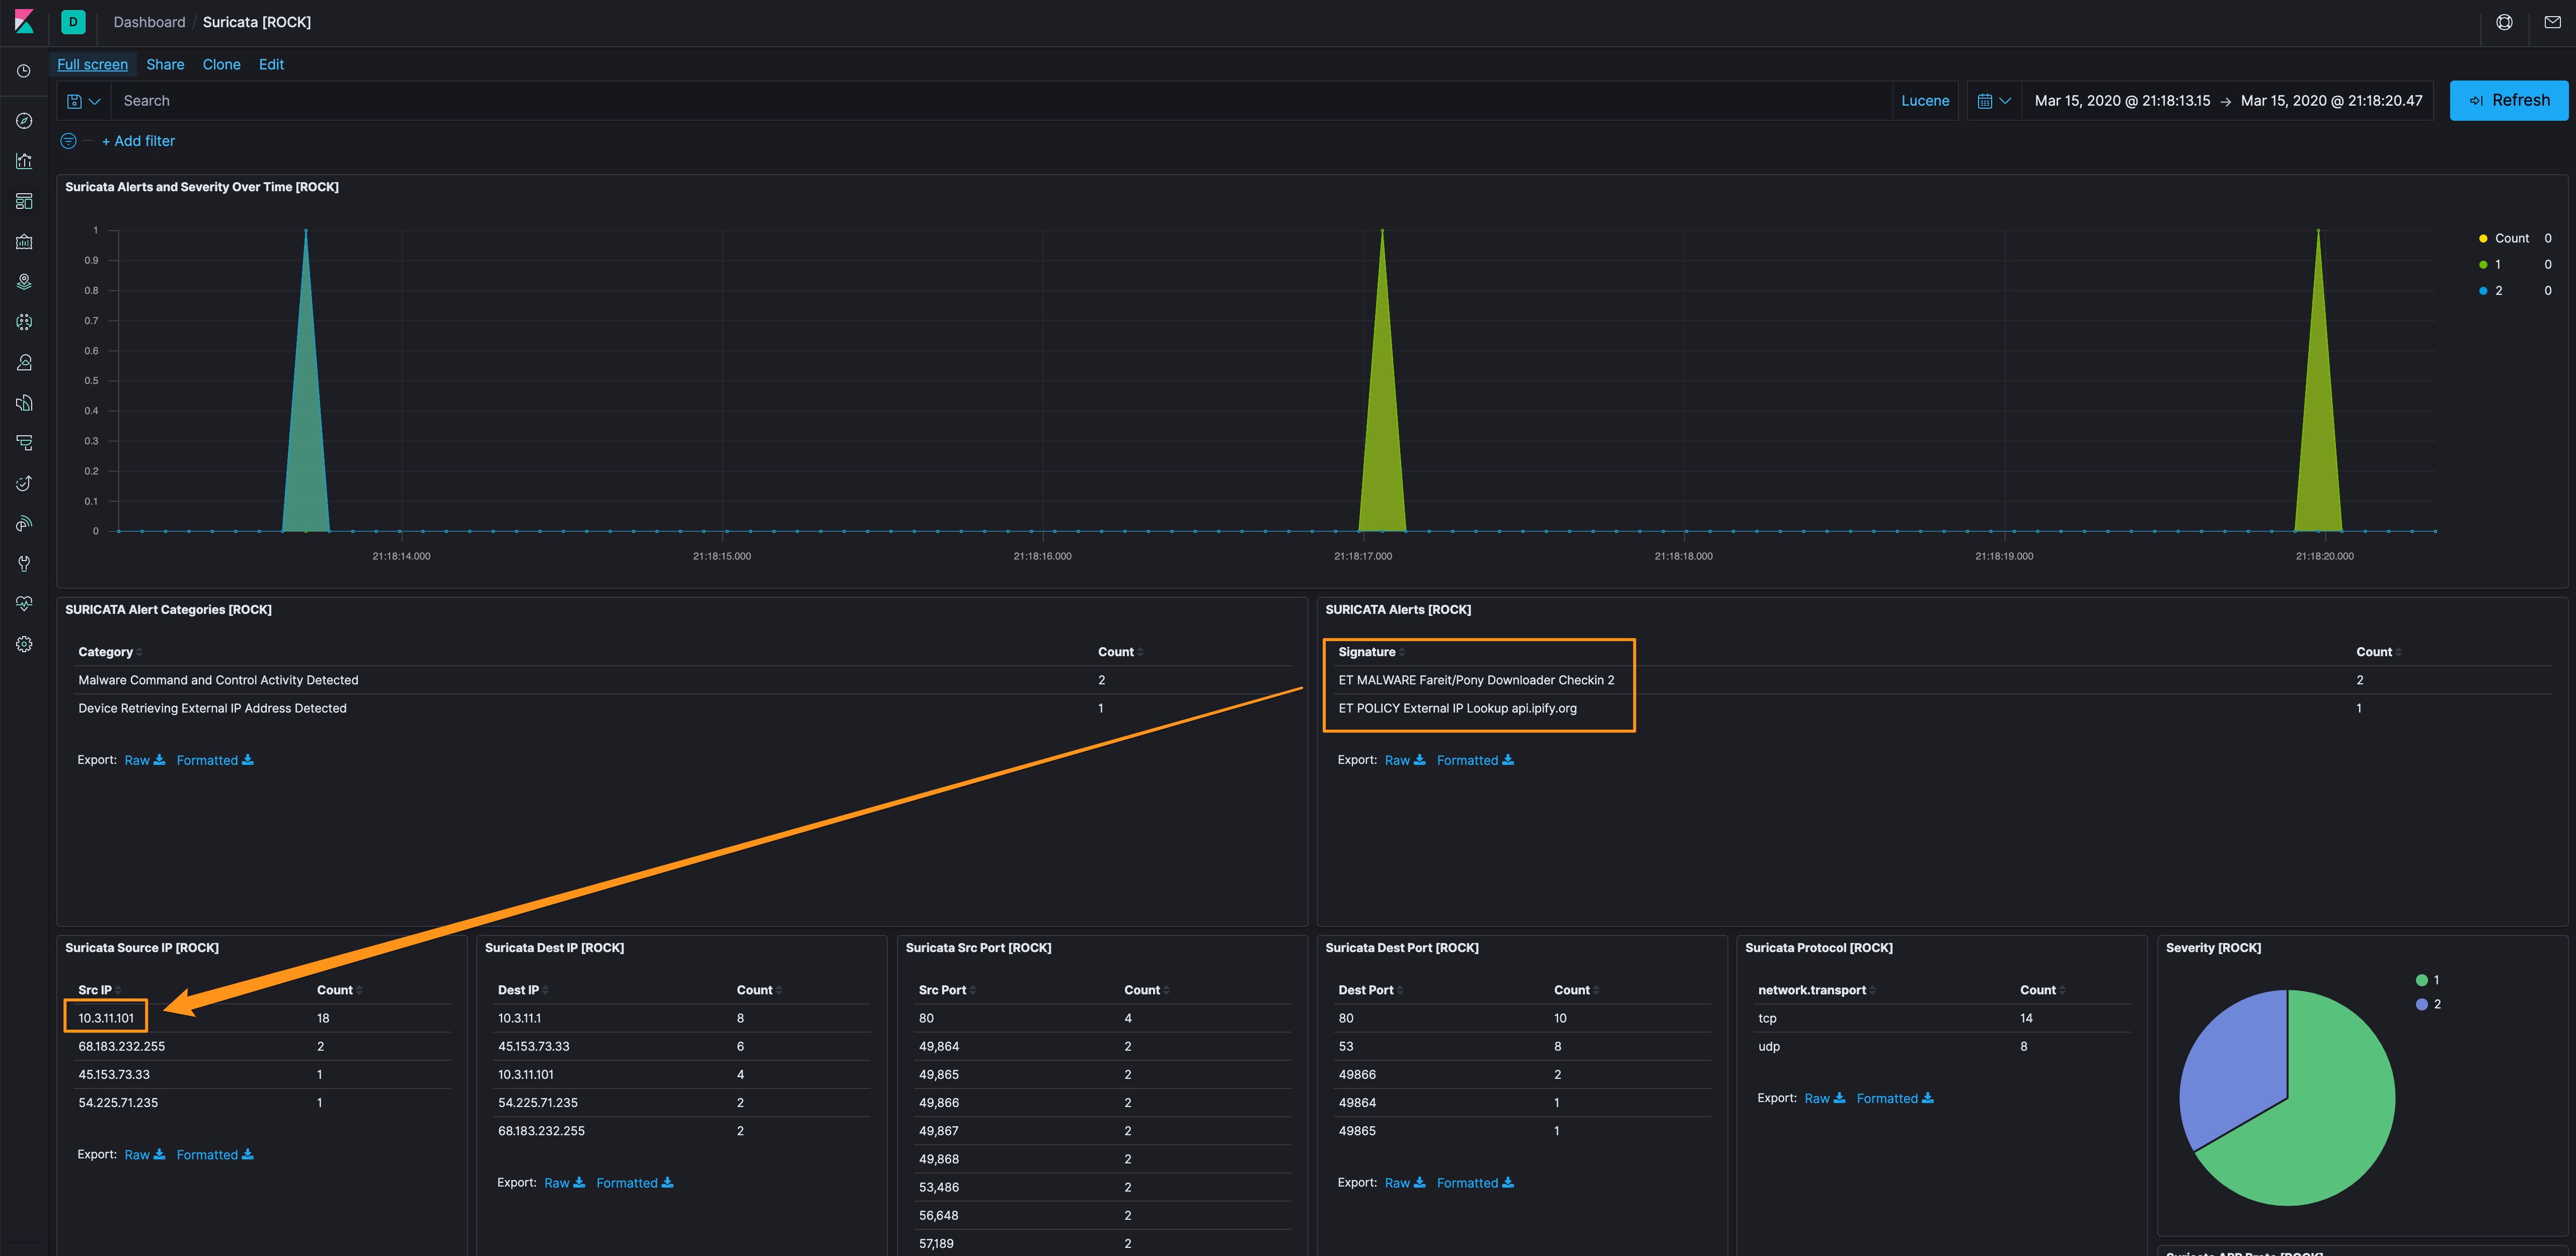 D Dashboard / Suricata [ROCK]
Full screen Share Clone Edit
Search Lucene Mar 15, 2020 @ 21:18:13.15 → Mar 15, 2020 @ 21:18:20.47 Refresh
+ Add filter
Suricata Alerts and Severity Over Time [ROCK]
1
0.9
0.8
0.7
0.6
0.5
0.4
0.3
0.2
0.1
0
21:18:14.000 21:18:15.000 21:18:16.000 21:18:17.000 21:18:18.000 21:18:19.000 21:18:20.000
Count 0
1 0
2 0
SURICATA Alert Categories [ROCK]
Category Count
Malware Command and Control Activity Detected 2
Device Retrieving External IP Address Detected 1
Export: Raw Formatted
SURICATA Alerts [ROCK]
Signature Count
ET MALWARE Fareit/Pony Downloader Checkin 2 2
ET POLICY External IP Lookup api.ipify.org 1
Export: Raw Formatted
Suricata Source IP [ROCK]
Src IP Count
10.3.11.101 18
68.183.232.255 2
45.153.73.33 1
54.225.71.235 1
Export: Raw Formatted
Suricata Dest IP [ROCK]
Dest IP Count
10.3.11.1 8
45.153.73.33 6
10.3.11.101 4
54.225.71.235 2
68.183.232.255 2
Export: Raw Formatted
Suricata Src Port [ROCK]
Src Port Count
80 4
49,864 2
49,865 2
49,866 2
49,867 2
49,868 2
53,486 2
56,648 2
57,189 2
Suricata Dest Port [ROCK]
Dest Port Count
80 10
53 8
49866 2
49864 1
49865 1
Export: Raw Formatted
Suricata Protocol [ROCK]
network.transport Count
tcp 14
udp 8
Export: Raw Formatted
Severity [ROCK]
1
2